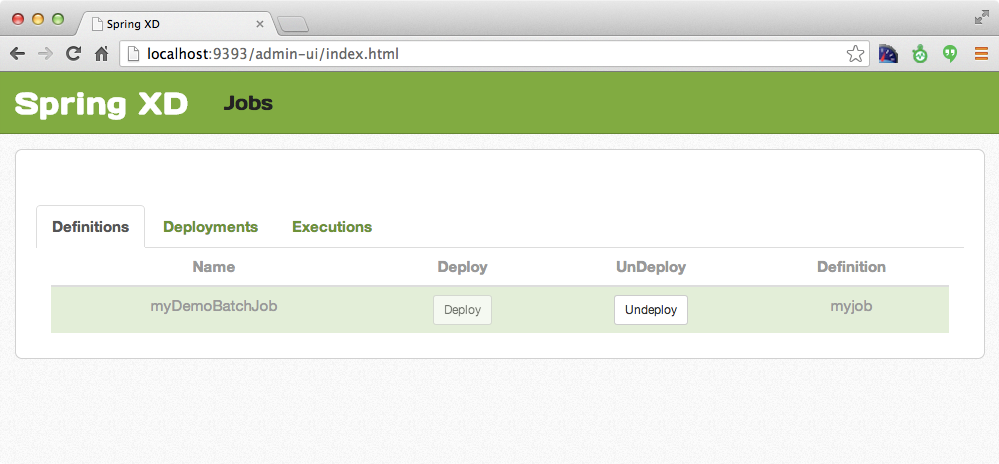 Spring XD
localhost:9393/admin-ui/index.html
Spring XD Jobs
Definitions Deployments Executions
Name Deploy UnDeploy Definition
myDemoBatchJob Deploy Undeploy myjob